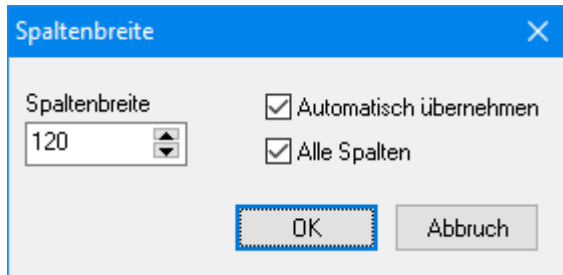 Spaltenbreite
Spaltenbreite
120
Automatisch übernehmen
Alle Spalten
OK
Abbruch